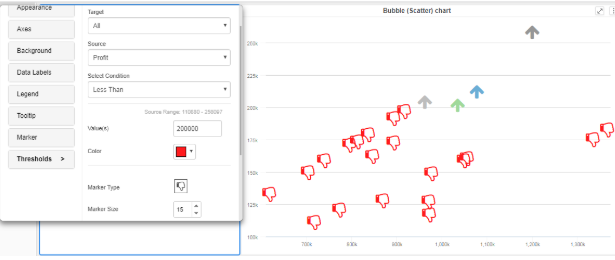 Appearance
Axes
Background
Data Labels
Legend
Tooltip
Marker
Thresholds >
Target
All
Source
Profit
Select Condition
Less Than
Source Range: 110680 - 258097
Value(s)
200000
Color
Marker Type
Marker Size
15
Bubble (Scatter) chart
250k
225k
200k
175k
150k
125k
100k
700k
800k
900k
1,000k
1,100k
1,200k
1,300k